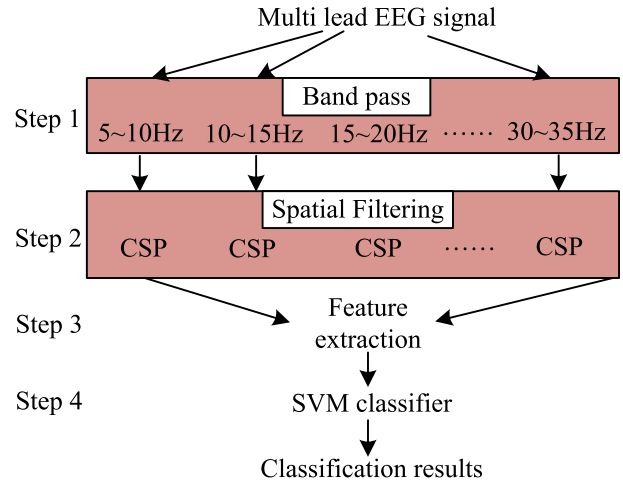 Multi lead EEG signal
Step 1
Band pass
5~10Hz 10~15Hz 15~20Hz ⋯⋯ 30~35Hz
Step 2
Spatial Filtering
CSP CSP CSP ⋯⋯ CSP
Step 3
Feature
extraction
Step 4
SVM classifier
Classification results